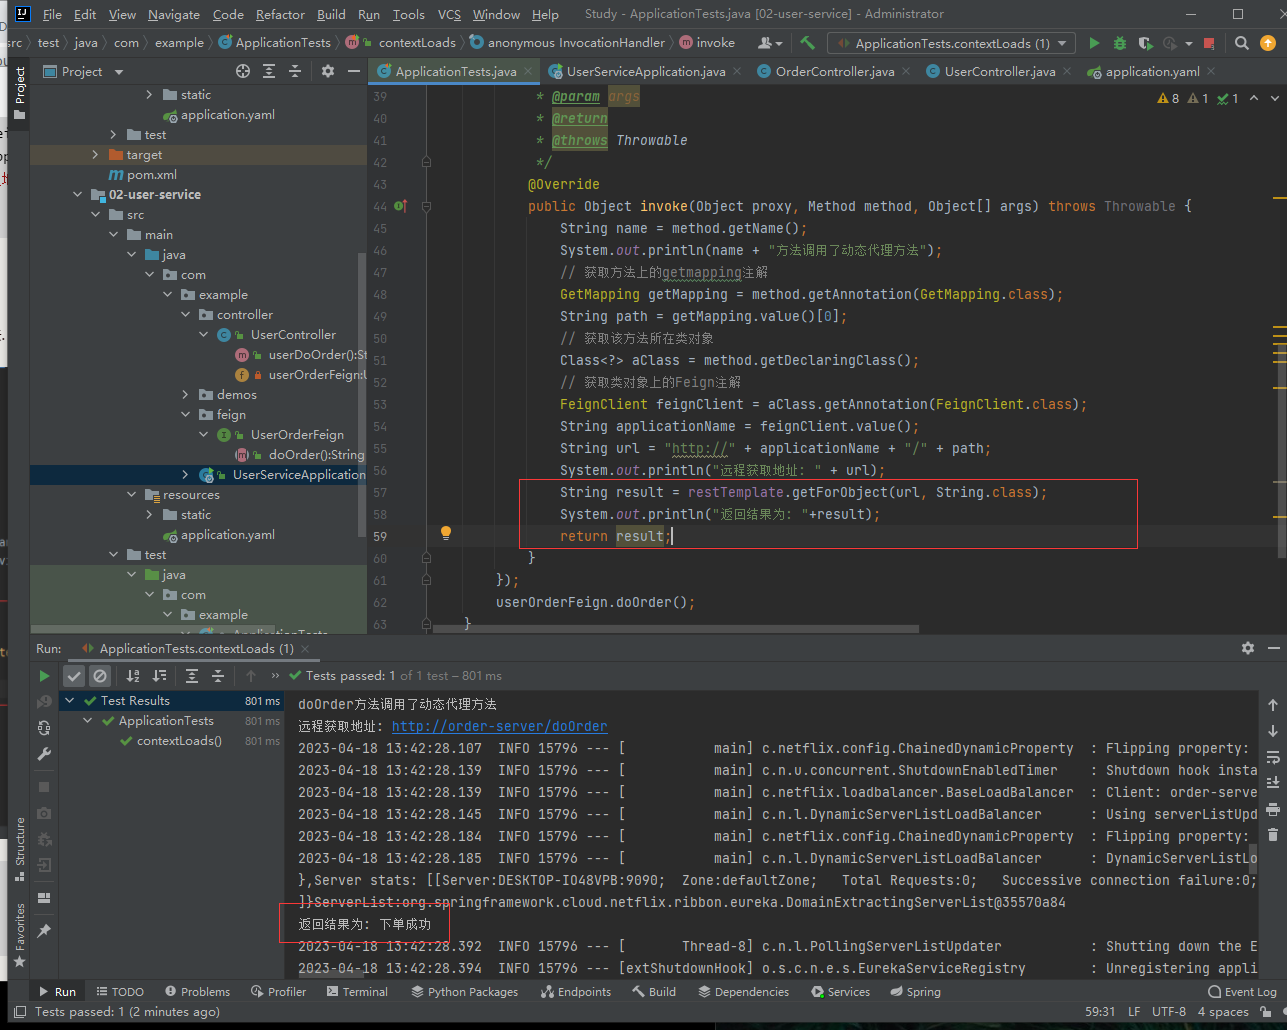 File Edit View Navigate Code Refactor Build Run Tools VCS Window Help Study - ApplicationTests.java [02-user-service] - Administrator
src test java com example ApplicationTests contextLoads anonymous InvocationHandler invoke ApplicationTests.contextLoads (1)
Project
Project
ApplicationTests.java
UserServiceApplication.java
OrderController.java
UserController.java
application.yaml
static
application.yaml
test
target
pom.xml
02-user-service
src
main
java
com
example
controller
UserController
userDoOrder():St
userOrderFeign:U
demos
feign
UserOrderFeign
doOrder():String
UserServiceApplication
resources
static
application.yaml
test
java
com
example
ApplicationTests
8 1 1
39 * @param args
40 * @return
41 * @throws Throwable
42 */
43 @Override
44 public Object invoke(Object proxy, Method method, Object[] args) throws Throwable {
45 String name = method.getName();
46 System.out.println(name + "方法调用了动态代理方法");
47 // 获取方法上的getmapping注解
48 GetMapping getMapping = method.getAnnotation(GetMapping.class);
49 String path = getMapping.value()[0];
50 // 获取该方法所在类对象
51 Class<?> aClass = method.getDeclaringClass();
52 // 获取类对象上的Feign注解
53 FeignClient feignClient = aClass.getAnnotation(FeignClient.class);
54 String applicationName = feignClient.value();
55 String url = "http://" + applicationName + "/" + path;
56 System.out.println("远程获取地址: " + url);
57 String result = restTemplate.getForObject(url, String.class);
58 System.out.println("返回结果为: "+result);
59 return result;
60 }
61 });
62 userOrderFeign.doOrder();
63 }
Run: ApplicationTests.contextLoads (1)
Tests passed: 1 of 1 test – 801 ms
Test Results 801 ms
ApplicationTests 801 ms
contextLoads() 801 ms
doOrder方法调用了动态代理方法
远程获取地址: http://order-server/doOrder
2023-04-18 13:42:28.107 INFO 15796 --- [ main] c.netflix.config.ChainedDynamicProperty : Flipping property:
2023-04-18 13:42:28.139 INFO 15796 --- [ main] c.n.u.concurrent.ShutdownEnabledTimer : Shutdown hook insta
2023-04-18 13:42:28.139 INFO 15796 --- [ main] c.netflix.loadbalancer.BaseLoadBalancer : Client: order-serve
2023-04-18 13:42:28.145 INFO 15796 --- [ main] c.n.l.DynamicServerListLoadBalancer : Using serverListUpd
2023-04-18 13:42:28.184 INFO 15796 --- [ main] c.netflix.config.ChainedDynamicProperty : Flipping property:
2023-04-18 13:42:28.185 INFO 15796 --- [ main] c.n.l.DynamicServerListLoadBalancer : DynamicServerListLo
},Server stats: [[Server:DESKTOP-IO48VPB:9090; Zone:defaultZone; Total Requests:0; Successive connection failure:0;
]}ServerList:org.springframework.cloud.netflix.ribbon.eureka.DomainExtractingServerList@35570a84
返回结果为: 下单成功
2023-04-18 13:42:28.392 INFO 15796 --- [ Thread-8] c.n.l.PollingServerListUpdater : Shutting down the E
2023-04-18 13:42:28.394 INFO 15796 --- [extShutdownHook] o.s.c.n.e.s.EurekaServiceRegistry : Unregistering appli
Structure
Favorites
Run TODO Problems Profiler Terminal Python Packages Endpoints Build Dependencies Services Spring Event Log
Tests passed: 1 (2 minutes ago) 59:31 LF UTF-8 4 spaces